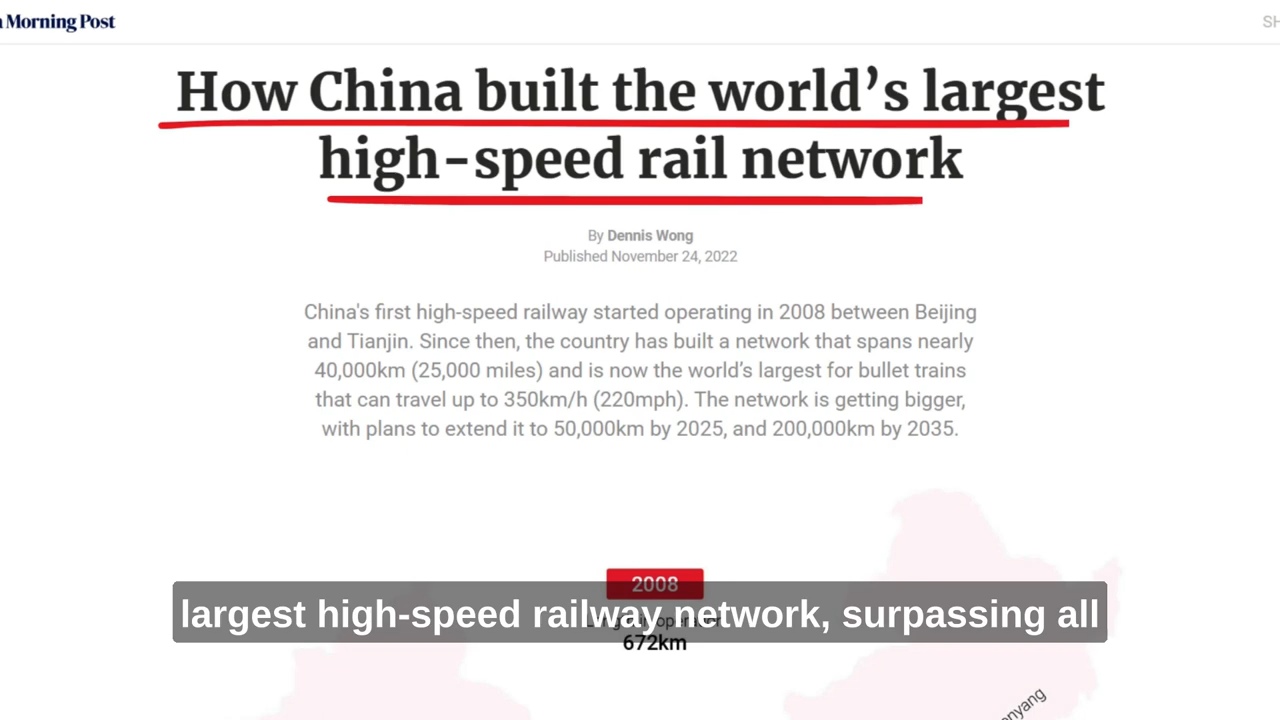 Morning Post
How China built the world's largest
high-speed rail network
By Dennis Wong
Published November 24, 2022
China's first high-speed railway started operating in 2008 between Beijing
and Tianjin. Since then, the country has built a network that spans nearly
40,000km (25,000 miles) and is now the world's largest for bullet trains
that can travel up to 350km/h (220mph). The network is getting bigger,
with plans to extend it to 50,000km by 2025, and 200,000km by 2035.
2008
largest high-speed railway network, surpassing all
672km